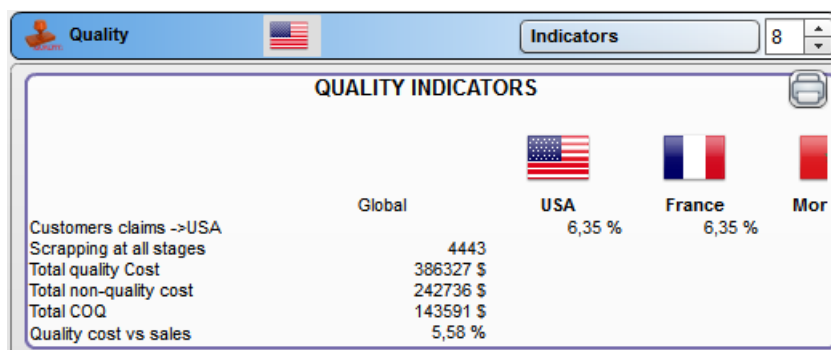 Quality Indicators 8
QUALITY INDICATORS
Global USA France Mor
Customers claims ->USA 6,35 % 6,35 %
Scrapping at all stages 4443
Total quality Cost 386327 $
Total non-quality cost 242736 $
Total COQ 143591 $
Quality cost vs sales 5,58 %